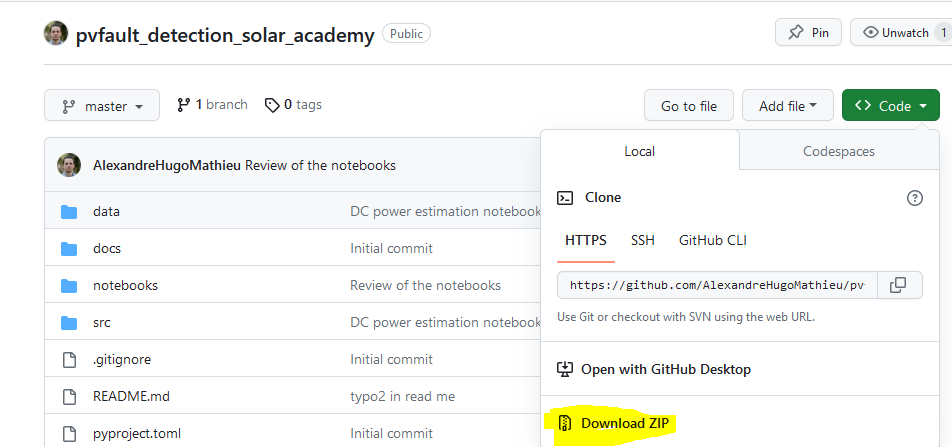 pvfault_detection_solar_academy Public Pin Unwatch 1
master 1 branch 0 tags Go to file Add file Code
Local Codespaces
AlexandreHugoMathieu Review of the notebooks
Clone
data DC power estimation notebook
HTTPS SSH GitHub CLI
docs Initial commit
notebooks Review of the notebooks
https://github.com/AlexandreHugoMathieu/pv
src DC power estimation notebook
Use Git or checkout with SVN using the web URL.
.gitignore Initial commit
Open with GitHub Desktop
README.md typo2 in read me
Download ZIP
pyproject.toml Initial commit